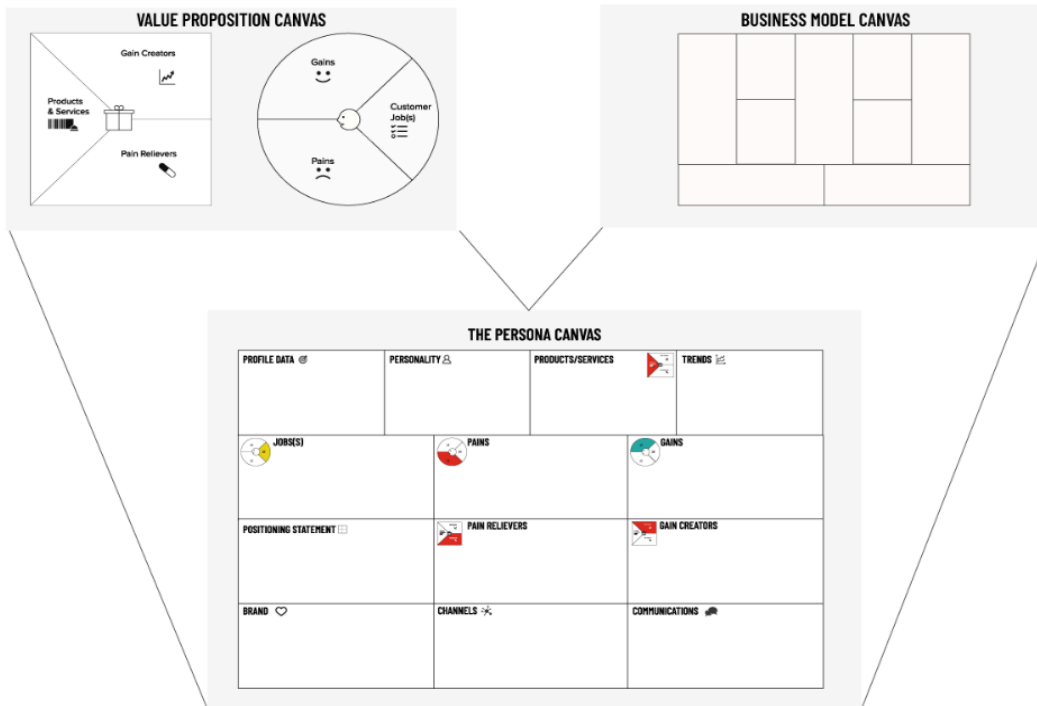 VALUE PROPOSITION CANVAS
Gain Creators
Products
& Services
Pain Relievers
Gains
Customer
Job(s)
Pains
BUSINESS MODEL CANVAS
THE PERSONA CANVAS
PROFILE DATA
PERSONALITY
PRODUCTS/SERVICES
TRENDS
JOBS(S)
PAINS
GAINS
POSITIONING STATEMENT
PAIN RELIEVERS
GAIN CREATORS
BRAND
CHANNELS
COMMUNICATIONS